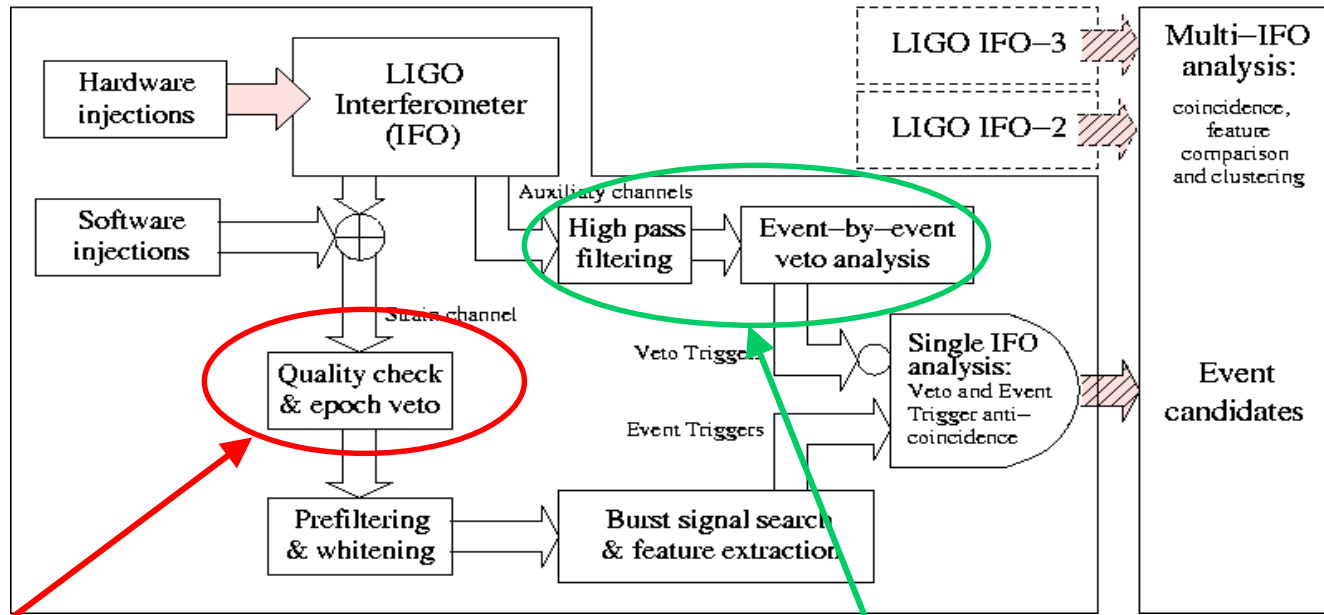 Hardware
injections
LIGO
Interferometer
(IFO)
LIGO IFO−3
LIGO IFO−2
Multi−IFO
analysis:
coincidence,
feature
comparison
and clustering
Software
injections
Auxiliary channels
High pass
filtering
Event−by−event
veto analysis
Strain channel
Quality check
& epoch veto
Veto Triggers
Single IFO
analysis:
Veto and Event
Trigger anti−
coincidence
Event
candidates
Event Triggers
Prefiltering
& whitening
Burst signal search
& feature extraction